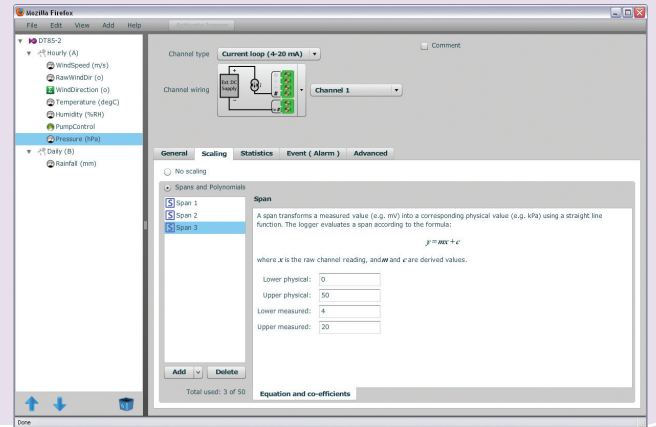 Mozilla Firefox
File Edit View Add Help
DT85-2
Hourly (A)
WindSpeed (m/s)
RawWindDir (o)
WindDirection (o)
Temperature (degC)
Humidity (%RH)
PumpControl
Pressure (hPa)
Daily (B)
Rainfall (mm)
Channel type Current loop (4-20 mA)
Comment
Channel wiring
Ext. DC
Supply
Channel 1
General Scaling Statistics Event ( Alarm ) Advanced
No scaling
Spans and Polynomials
Span 1
Span 2
Span 3
Span
A span transforms a measured value (e.g. mV) into a corresponding physical value (e.g. kPa) using a straight line
function. The logger evaluates a span according to the formula:
y = mx + c
where x is the raw channel reading, and m and c are derived values.
Lower physical: 0
Upper physical: 50
Lower measured: 4
Upper measured: 20
Add Delete
Total used: 3 of 50
Equation and co-efficients
Done